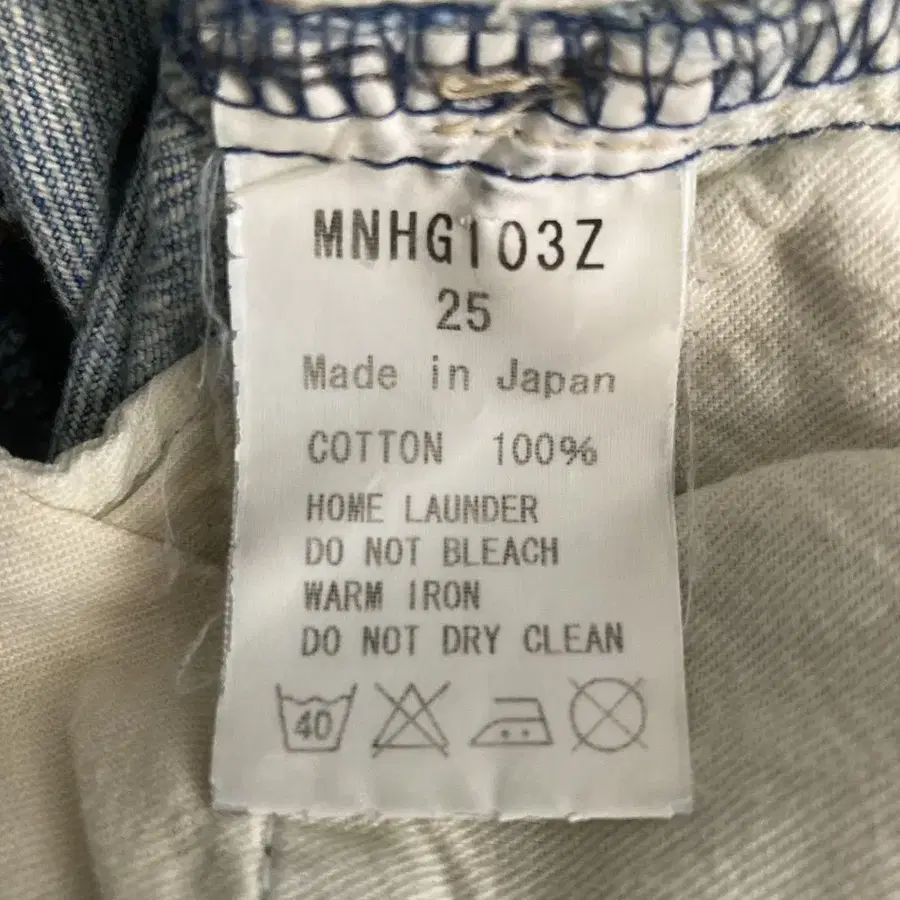 MNHG103Z
25
Made in Japan
COTTON 100%
HOME LAUNDER
DO NOT BLEACH
WARM IRON
DO NOT DRY CLEAN
40